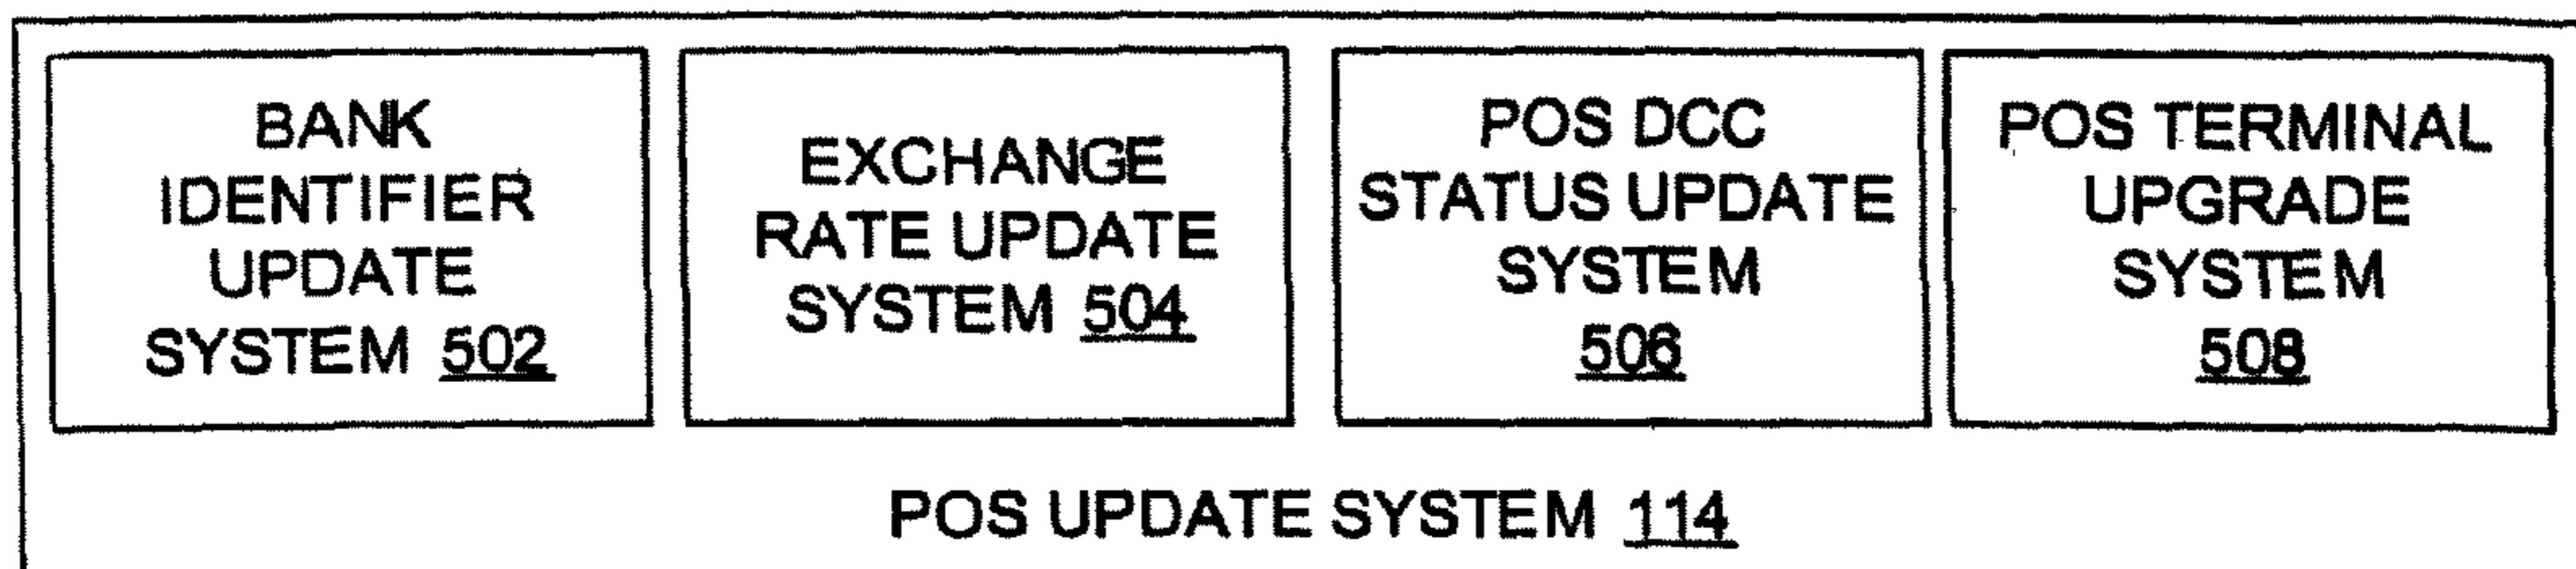 BANK
IDENTIFIER
UPDATE
SYSTEM 502
EXCHANGE
RATE UPDATE
SYSTEM 504
POS DCC
STATUS UPDATE
SYSTEM
506
POS TERMINAL
UPGRADE
SYSTEM
508
POS UPDATE SYSTEM 114